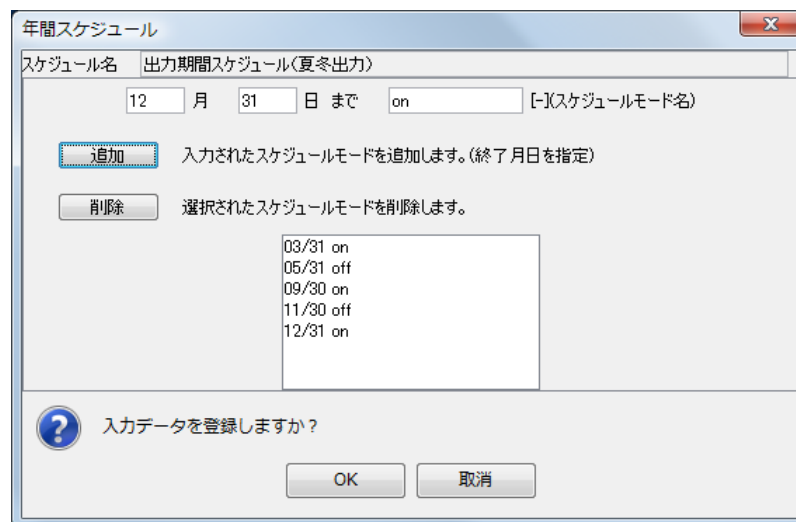 年間スケジュール
スケジュール名 出力期間スケジュール(夏冬出力)
12 月 31 日 まで on [-](スケジュールモード名)
追加 入力されたスケジュールモードを追加します。(終了月日を指定)
削除 選択されたスケジュールモードを削除します。
03/31 on
05/31 off
09/30 on
11/30 off
12/31 on
入力データを登録しますか?
OK 取消